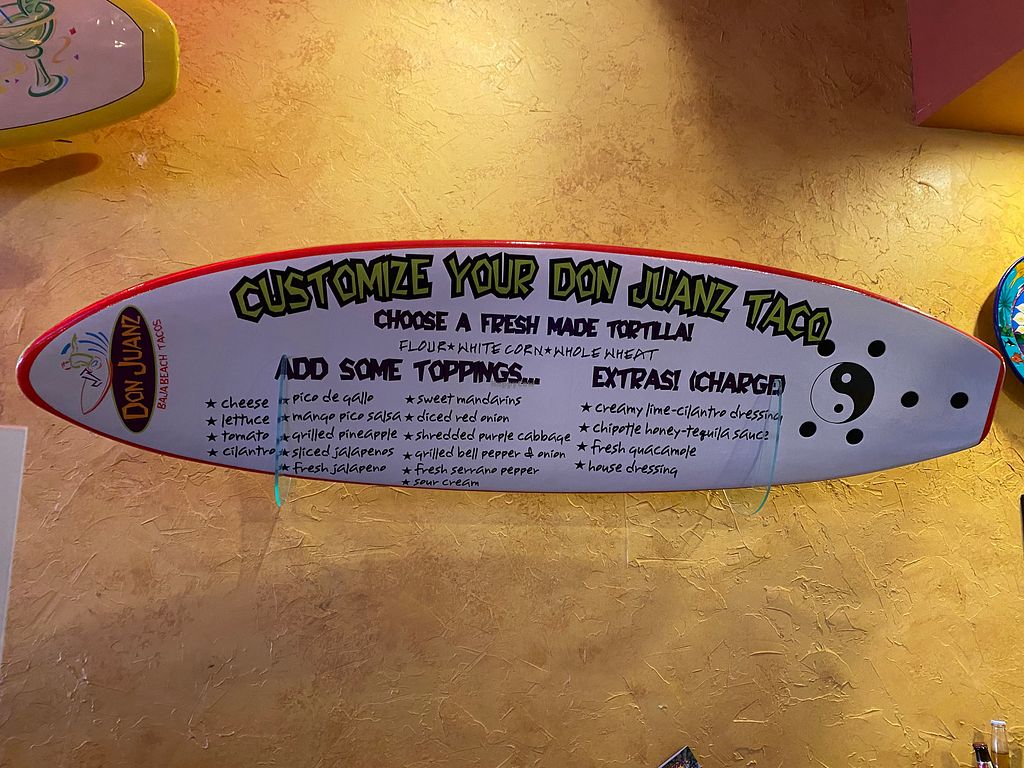 CUSTOMIZE YOUR DON JUANZ TACO
CHOOSE A FRESH MADE TORTILLA!
FLOUR★WHITE CORN★WHOLE WHEAT
DON JUANZ
BAJA BEACH TACOS
ADD SOME TOPPINGS...
★ cheese
★ lettuce
★ tomato
★ cilantro
★ pico de gallo
★ mango pico salsa
★ grilled pineapple
★ sliced jalapenos
★ fresh jalapeno
★ sweet mandarins
★ diced red onion
★ shredded purple cabbage
★ grilled bell pepper & onion
★ fresh serrano pepper
★ sour cream
EXTRAS! (CHARGE)
★ creamy lime-cilantro dressing
★ chipotle honey-tequila sauce
★ fresh guacamole
★ house dressing